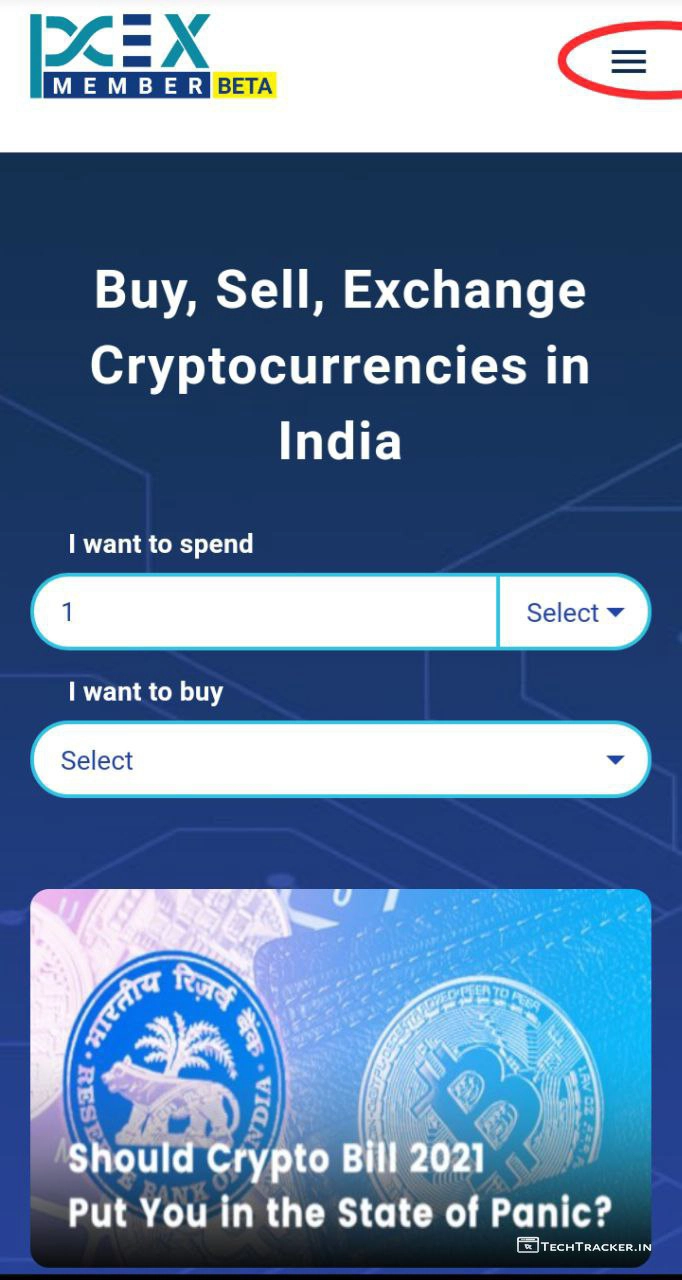 PCEX
MEMBER BETA
Buy, Sell, Exchange
Cryptocurrencies in
India
I want to spend
1 Select
I want to buy
Select
भारतीय रिज़र्व बैंक
RESERVE BANK OF INDIA
PEER TO PEER
Should Crypto Bill 2021
Put You in the State of Panic?
TECHTRACKER.IN